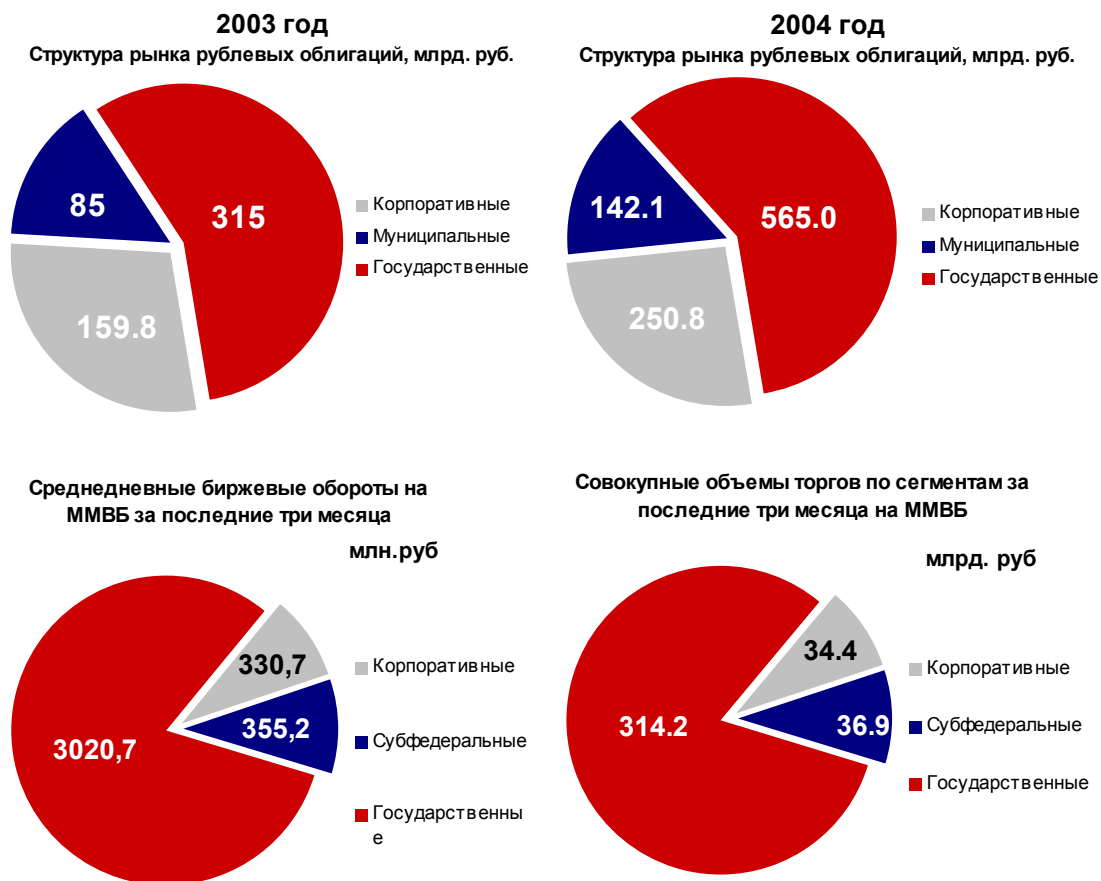 2003 год
Структура рынка рублевых облигаций, млрд. руб.
85
315
159.8
Корпоративные
Муниципальные
Государственные
2004 год
Структура рынка рублевых облигаций, млрд. руб.
142.1
565.0
250.8
Корпоративные
Муниципальные
Государственные
Среднедневные биржевые обороты на
ММВБ за последние три месяца
млн.руб
330,7
355,2
3020,7
Корпоративные
Субфедеральные
Государственны
е
Совокупные объемы торгов по сегментам за
последние три месяца на ММВБ
млрд. руб
34.4
36.9
314.2
Корпоративные
Субфедеральные
Государственные